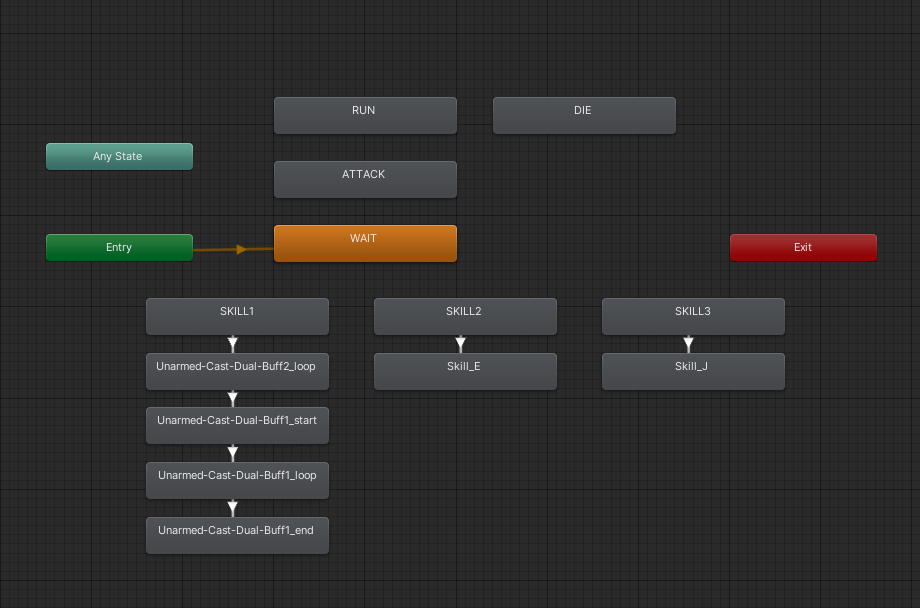 RUN
DIE
Any State
ATTACK
Entry
WAIT
Exit
SKILL1
SKILL2
SKILL3
Unarmed-Cast-Dual-Buff2_loop
Skill_E
Skill_J
Unarmed-Cast-Dual-Buff1_start
Unarmed-Cast-Dual-Buff1_loop
Unarmed-Cast-Dual-Buff1_end